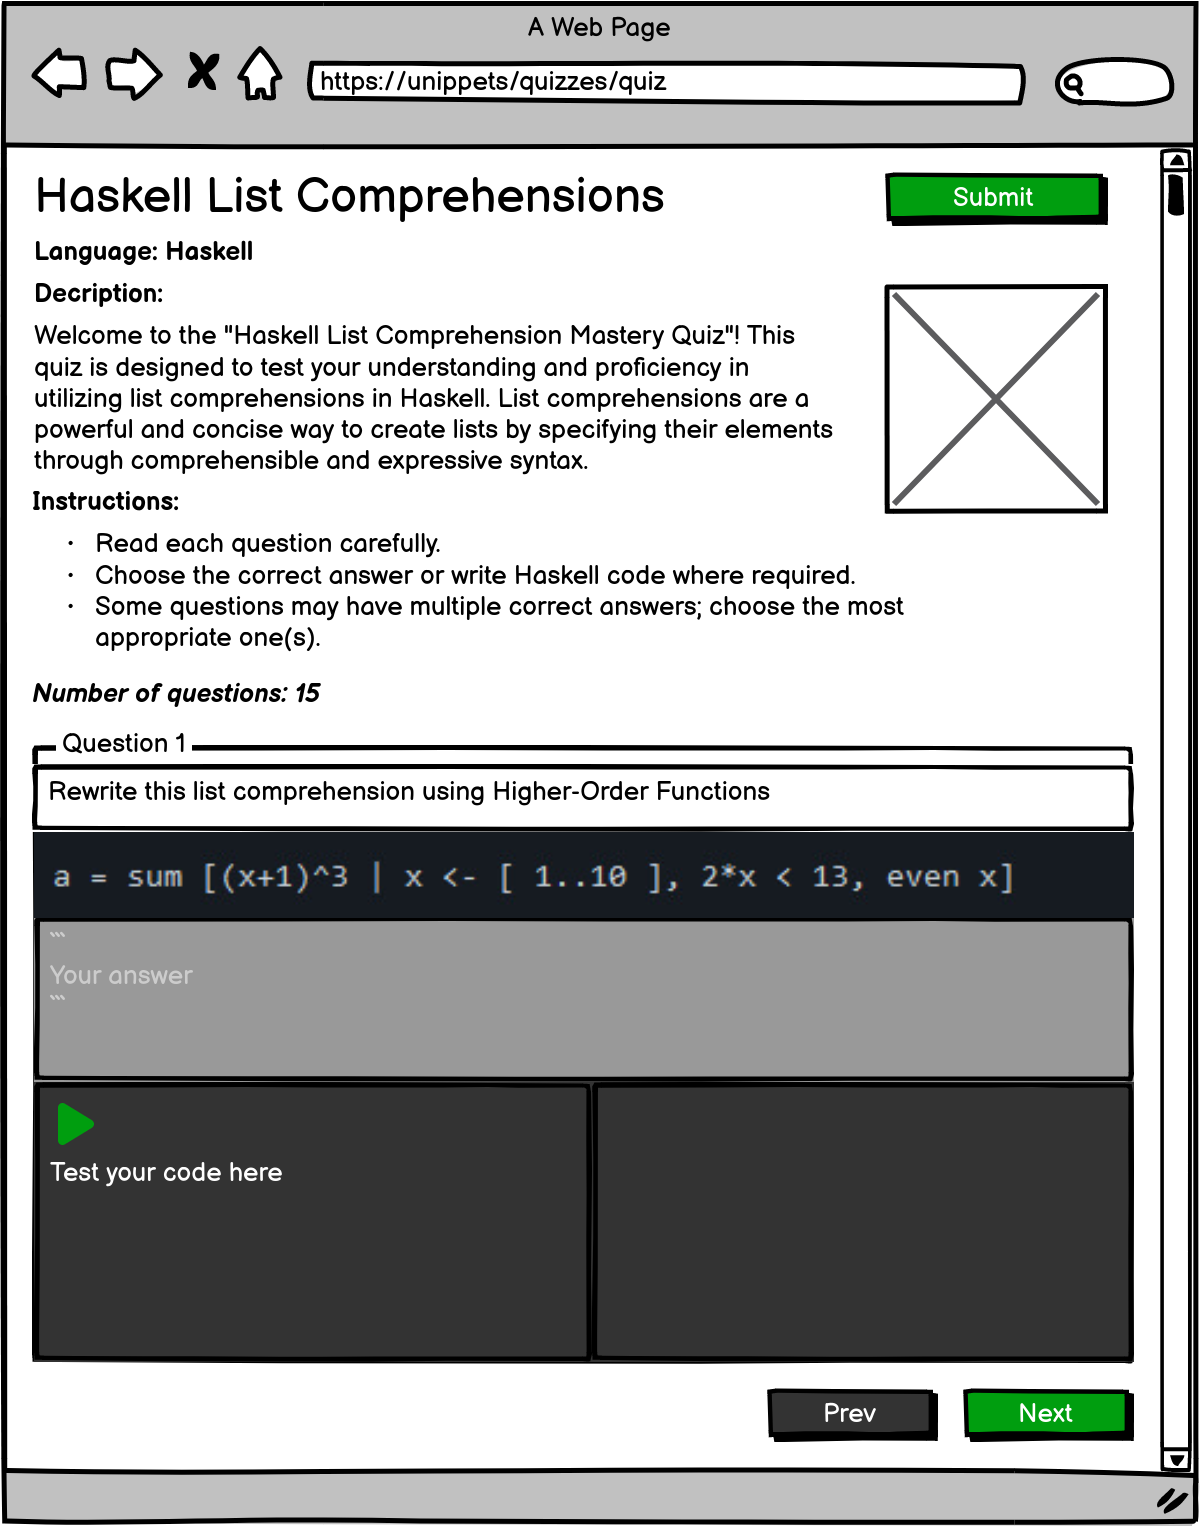 A Web Page
https://unippets/quizzes/quiz
Haskell List Comprehensions
Submit
Language: Haskell
Decription:
Welcome to the "Haskell List Comprehension Mastery Quiz"! This
quiz is designed to test your understanding and proficiency in
utilizing list comprehensions in Haskell. List comprehensions are a
powerful and concise way to create lists by specifying their elements
through comprehensible and expressive syntax.
Instructions:
• Read each question carefully.
• Choose the correct answer or write Haskell code where required.
• Some questions may have multiple correct answers; choose the most
appropriate one(s).
Number of questions: 15
Question 1
Rewrite this list comprehension using Higher-Order Functions
a = sum [(x+1)^3 | x <- [ 1..10 ], 2*x < 13, even x]
```
Your answer
```
Test your code here
Prev
Next